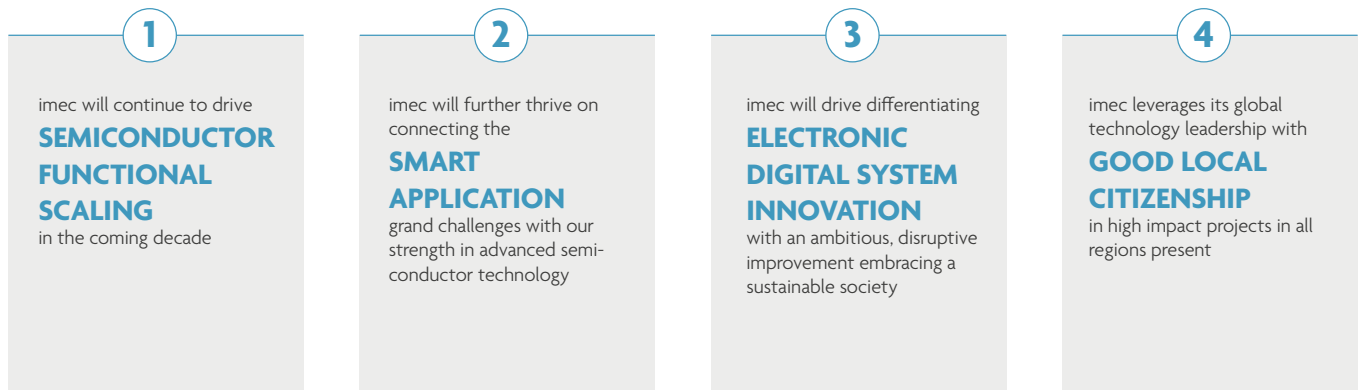 1
imec will continue to drive
SEMICONDUCTOR
FUNCTIONAL
SCALING
in the coming decade
2
imec will further thrive on
connecting the
SMART
APPLICATION
grand challenges with our
strength in advanced semi-
conductor technology
3
imec will drive differentiating
ELECTRONIC
DIGITAL SYSTEM
INNOVATION
with an ambitious, disruptive
improvement embracing a
sustainable society
4
imec leverages its global
technology leadership with
GOOD LOCAL
CITIZENSHIP
in high impact projects in all
regions present